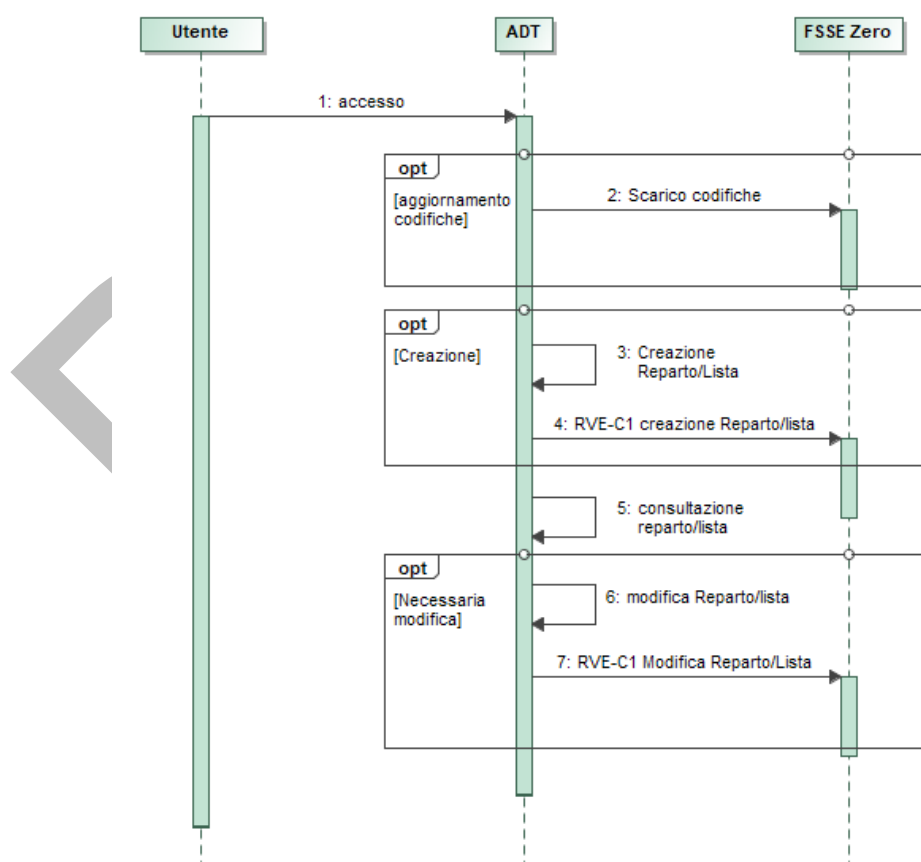 Utente
ADT
FSSE Zero
1: accesso
opt
[aggiornamento
codifiche]
2: Scarico codifiche
opt
[Creazione]
3: Creazione
Reparto/Lista
4: RVE-C1 creazione Reparto/lista
5: consultazione
reparto/lista
opt
[Necessaria
modifica]
6: modifica Reparto/lista
7: RVE-C1 Modifica Reparto/Lista